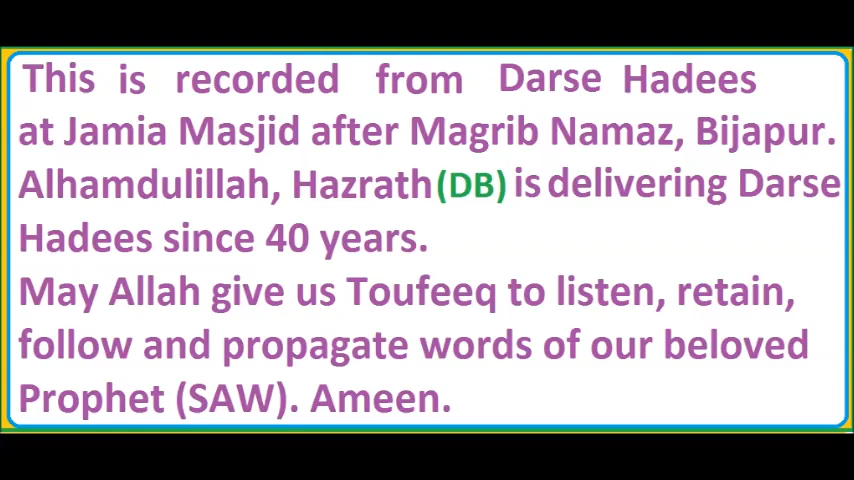 This is recorded from Darse Hadees
at Jamia Masjid after Magrib Namaz, Bijapur.
Alhamdulillah, Hazrath(DB) is delivering Darse
Hadees since 40 years.
May Allah give us Toufeeq to listen, retain,
follow and propagate words of our beloved
Prophet (SAW). Ameen.